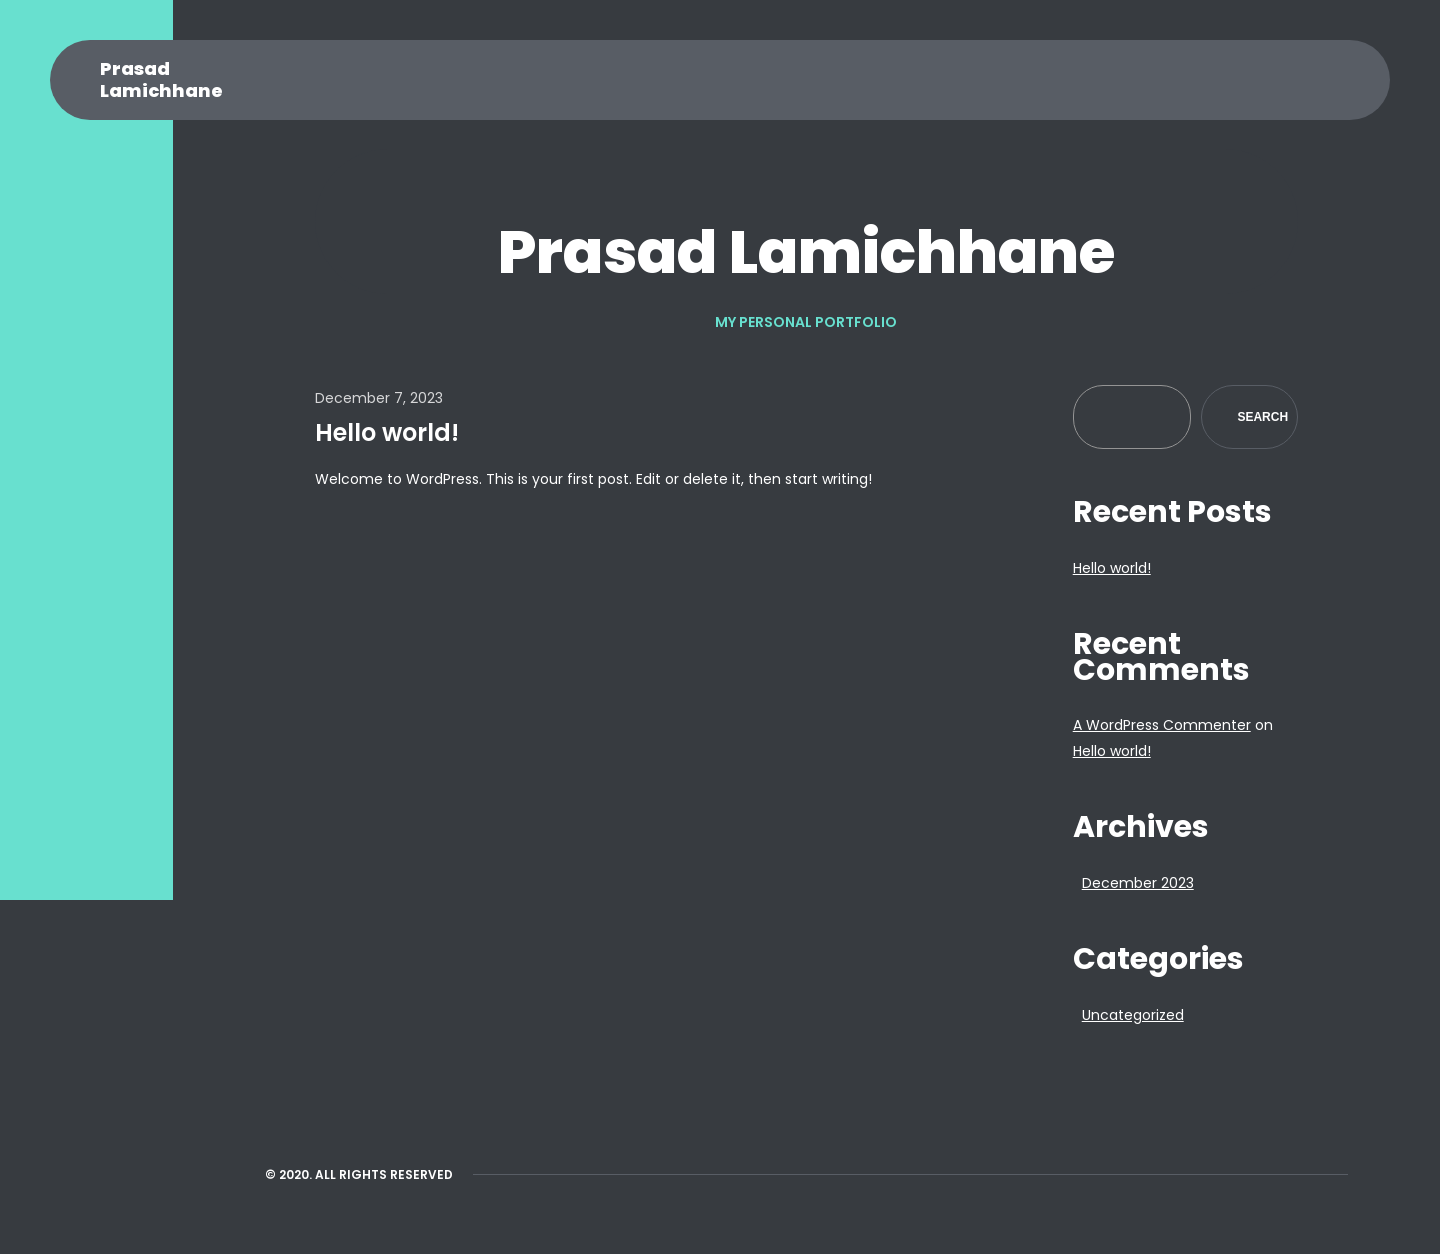 Prasad
Lamichhane
Prasad Lamichhane
MY PERSONAL PORTFOLIO
December 7, 2023
Hello world!
Welcome to WordPress. This is your first post. Edit or delete it, then start writing!
SEARCH
Recent Posts
Hello world!
Recent
Comments
A WordPress Commenter on
Hello world!
Archives
December 2023
Categories
Uncategorized
© 2020. ALL RIGHTS RESERVED